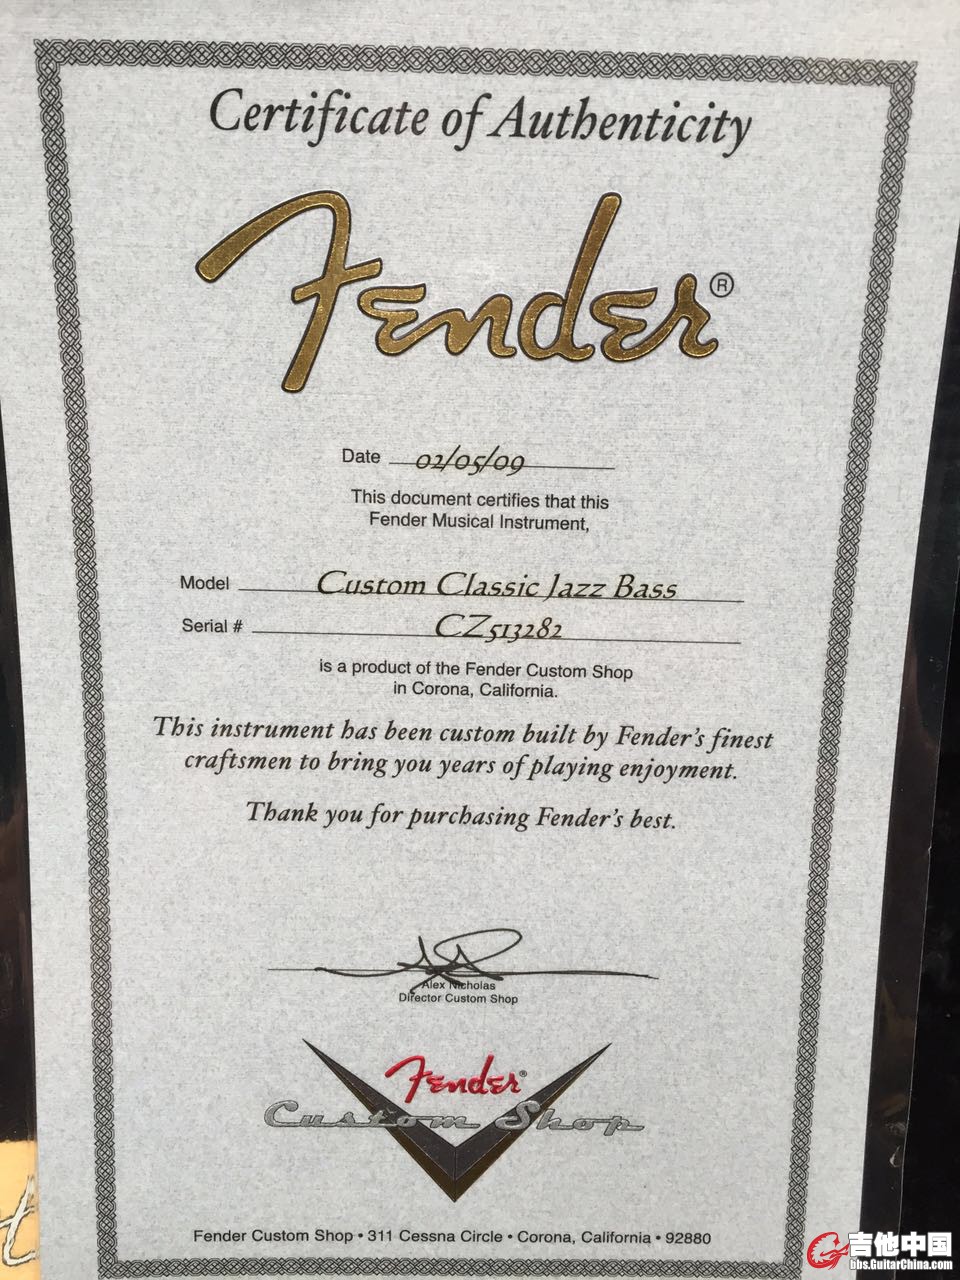 Certificate of Authenticity
Fender®
Date 02/05/09
This document certifies that this
Fender Musical Instrument,
Model Custom Classic Jazz Bass
Serial # CZ513282
is a product of the Fender Custom Shop
in Corona, California.
This instrument has been custom built by Fender's finest
craftsmen to bring you years of playing enjoyment.
Thank you for purchasing Fender's best.
Alex Nicholas
Director Custom Shop
Fender®
Custom Shop
Fender Custom Shop • 311 Cessna Circle • Corona, California • 92880
吉他中国
bbs.GuitarChina.com